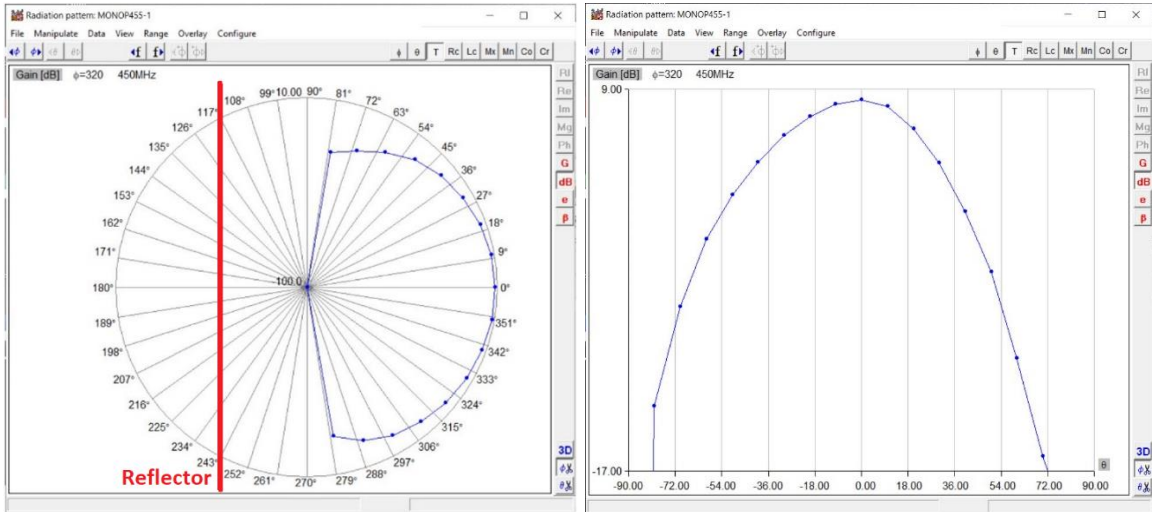 Radiation pattern: MONOP455-1
File Manipulate Data View Range Overlay Configure
f f
ϕ θ T Rc Lc Mx Mn Co Cr
Gain [dB] ϕ=320 450MHz
117° 108° 99° 10.00 90° 81° 72°
126° 63°
135° 54°
144° 45°
153° 36°
162° 27°
171° 18°
9°
180° -100.0 0°
189° 351°
198° 342°
207° 333°
216° 324°
225° 315°
234° 306°
243° 297°
252° 261° 270° 279° 288°
Reflector
RI
Re
Im
Mg
Ph
G
dB
e
β
3D
ϕ
θ
Radiation pattern: MONOP455-1
File Manipulate Data View Range Overlay Configure
f f
ϕ θ T Rc Lc Mx Mn Co Cr
Gain [dB] ϕ=320 450MHz
9.00
-17.00
θ
-90.00 -72.00 -54.00 -36.00 -18.00 0.00 18.00 36.00 54.00 72.00 90.00
RI
Re
Im
Mg
Ph
G
dB
e
β
3D
ϕ
θ